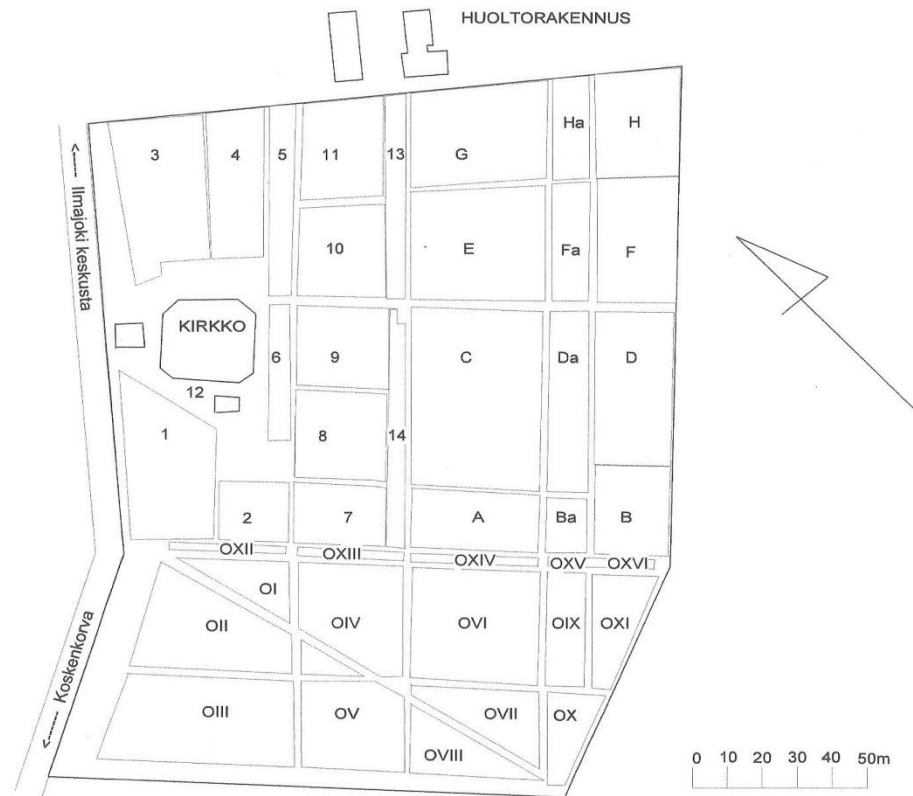 HUOLTORAKENNUS
<----- Ilmajoki keskusta
3
4
5
11
13
G
Ha
H
10
E
Fa
F
KIRKKO
6
9
C
Da
D
12
1
8
14
2
7
A
Ba
B
OXII
OXIII
OXIV
OXV
OXVI
OI
OII
OIV
OVI
OIX
OXI
<----- Koskenkorva
OIII
OV
OVII
OX
OVIII
0 10 20 30 40 50m